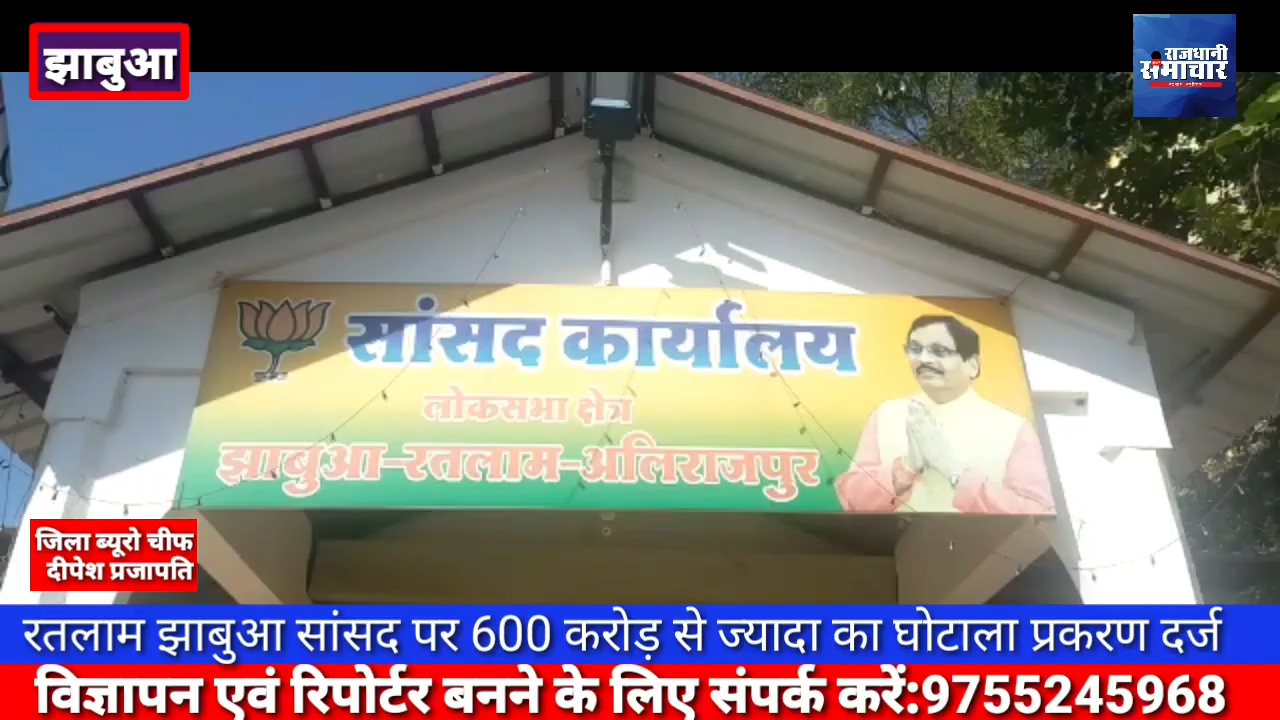 झाबुआ
राजधानी
समाचार
सांसद कार्यालय
लोकसभा क्षेत्र
झाबुआ-रतलाम-अलिराजपुर
जिला ब्यूरो चीफ
दीपेश प्रजापति
रतलाम झाबुआ सांसद पर 600 करोड़ से ज्यादा का घोटाला प्रकरण दर्ज
विज्ञापन एवं रिपोर्टर बनने के लिए संपर्क करें:9755245968